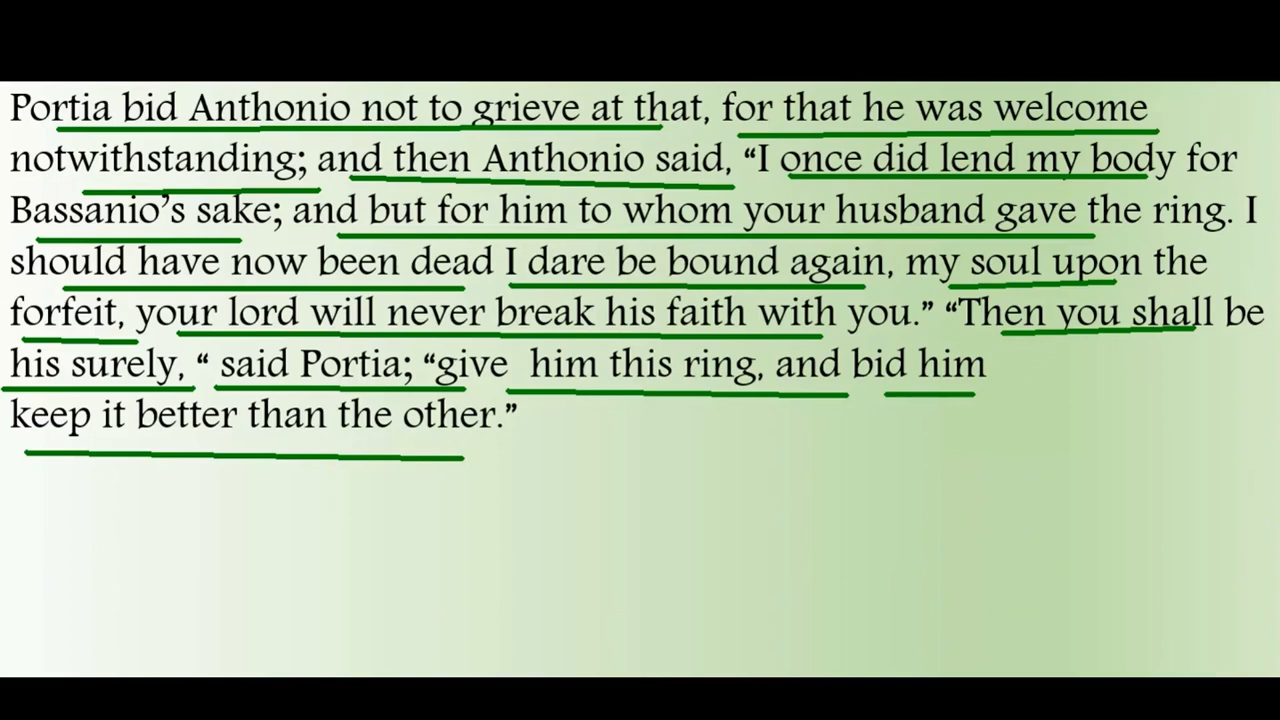 Portia bid Anthonio not to grieve at that, for that he was welcome
notwithstanding; and then Anthonio said, “I once did lend my body for
Bassanio’s sake; and but for him to whom your husband gave the ring. I
should have now been dead I dare be bound again, my soul upon the
forfeit, your lord will never break his faith with you.” “Then you shall be
his surely, “ said Portia; “give  him this ring, and bid him
keep it better than the other.”